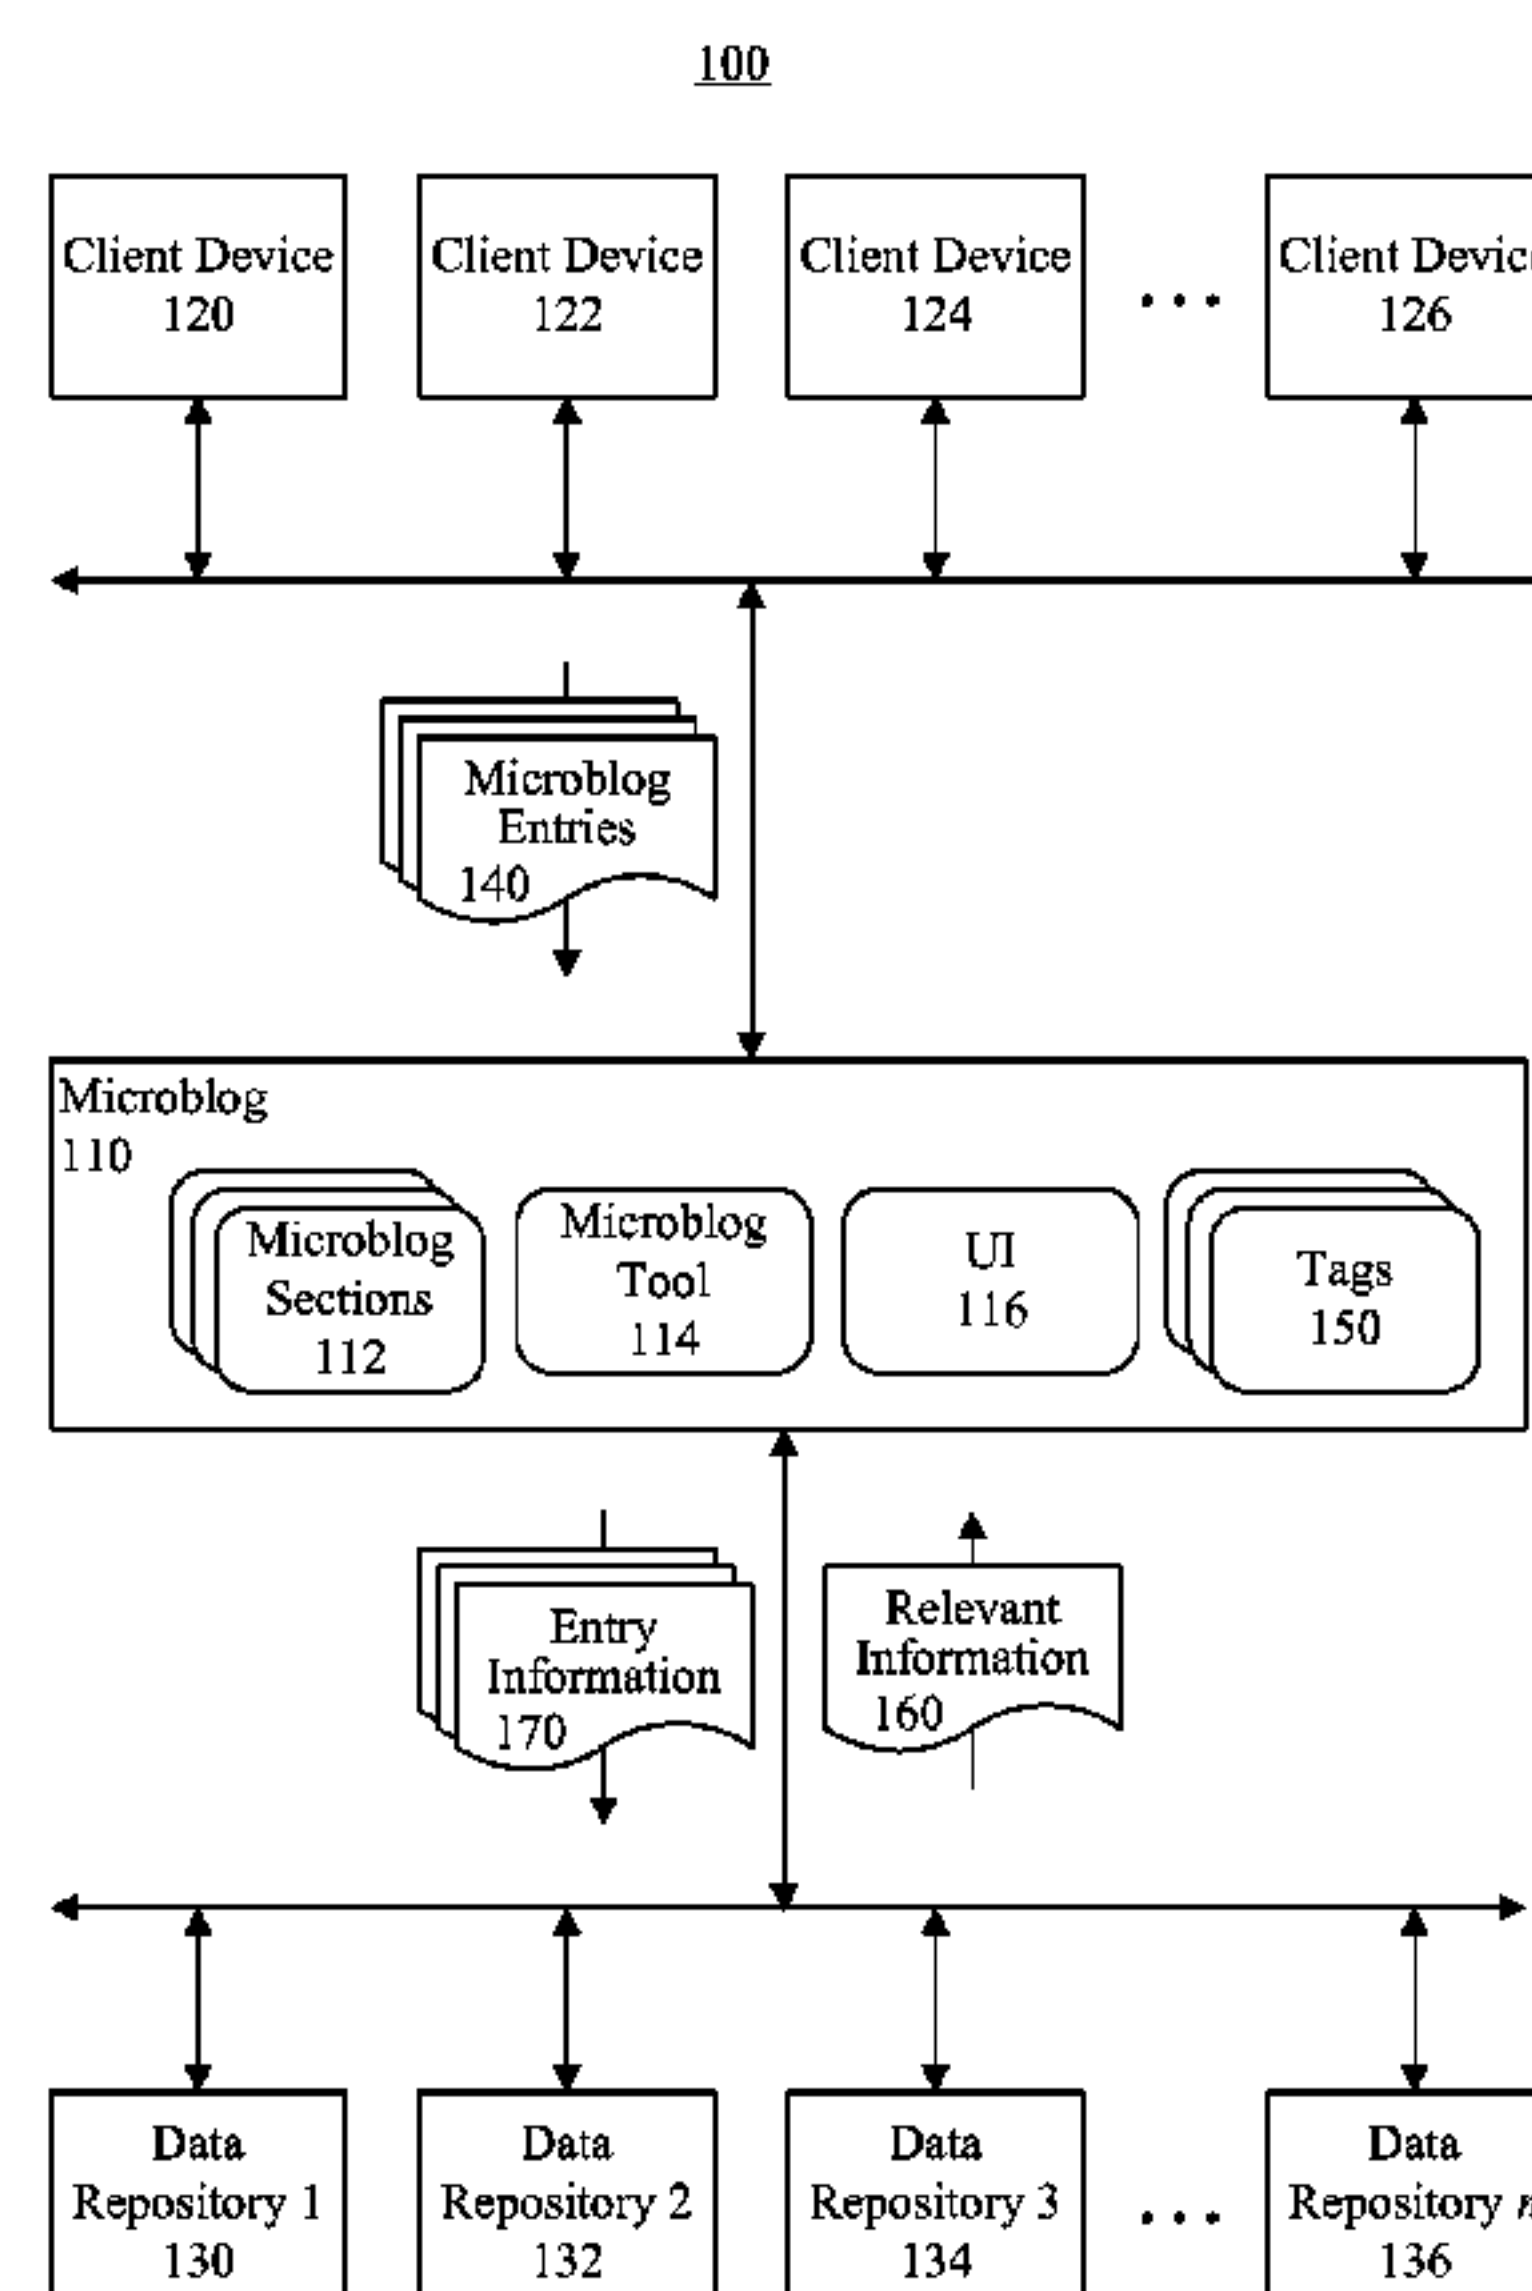 100
Client Device
120
Client Device
122
Client Device
124
...
Client Devic
126
Microblog
Entries
140
Microblog
110
Microblog
Sections
112
Microblog
Tool
114
UI
116
Tags
150
Entry
Information
170
Relevant
Information
160
Data
Repository 1
130
Data
Repository 2
132
Data
Repository 3
134
...
Data
Repository n
136